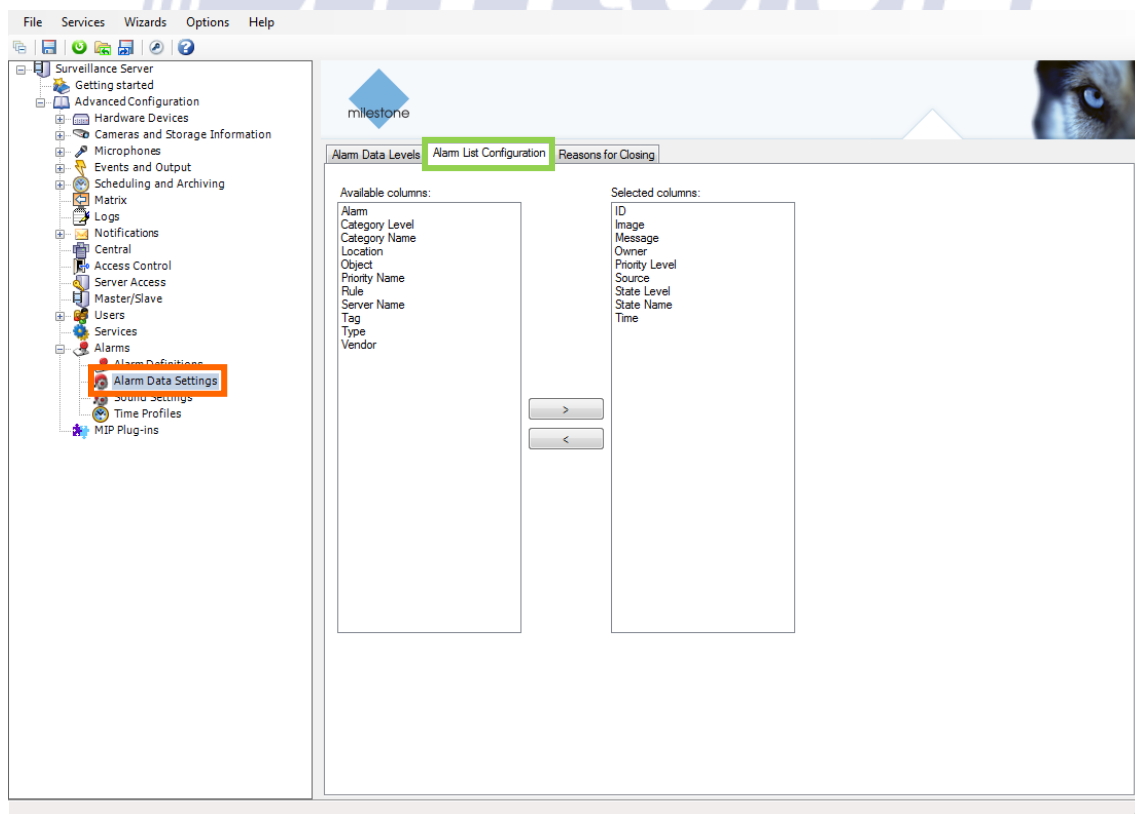 File Services Wizards Options Help
Surveillance Server
Getting started
Advanced Configuration
Hardware Devices
Cameras and Storage Information
Microphones
Events and Output
Scheduling and Archiving
Matrix
Logs
Notifications
Central
Access Control
Server Access
Master/Slave
Users
Services
Alarms
Alarm Definitions
Alarm Data Settings
Sound Settings
Time Profiles
MIP Plug-ins
milestone
Alarm Data Levels Alarm List Configuration Reasons for Closing
Available columns:
Alarm
Category Level
Category Name
Location
Object
Priority Name
Rule
Server Name
Tag
Type
Vendor
>
<
Selected columns:
ID
Image
Message
Owner
Priority Level
Source
State Level
State Name
Time